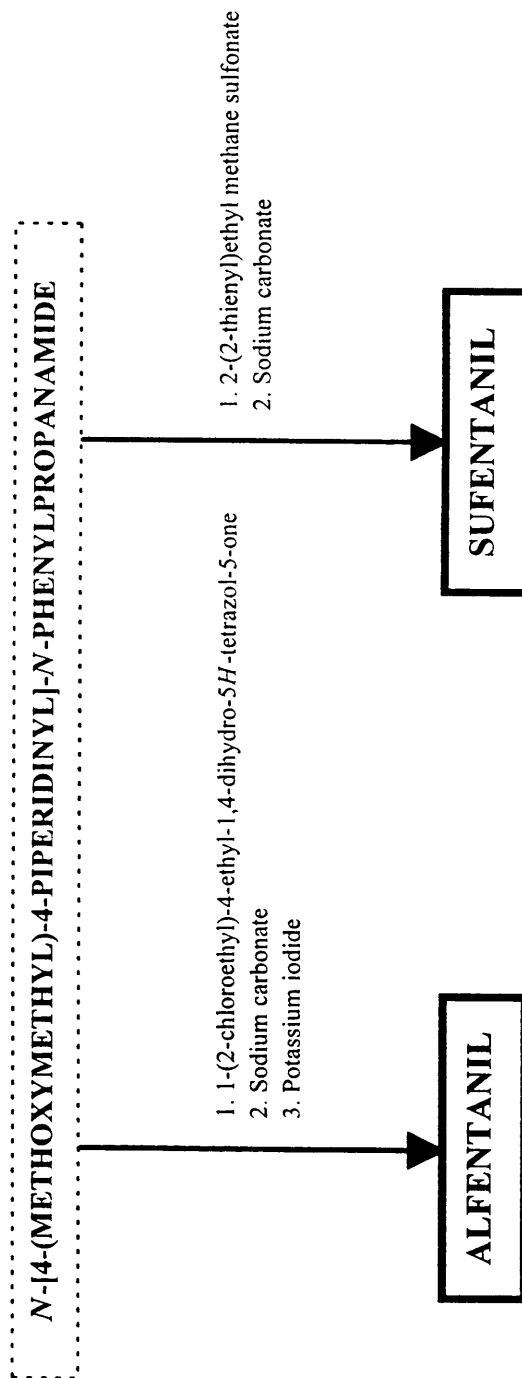 N-[4-(METHOXYMETHYL)-4-PIPERIDINYL]-N-PHENYLPROPANAMIDE
1. 1-(2-chloroethyl)-4-ethyl-1,4-dihydro-5H-tetrazol-5-one
2. Sodium carbonate
3. Potassium iodide
1. 2-(2-thienyl)ethyl methane sulfonate
2. Sodium carbonate
ALFENTANIL
SUFENTANIL